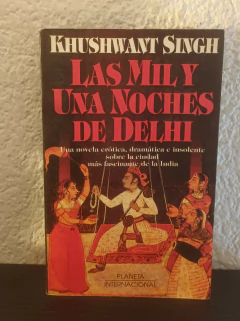 KHUSHWANT SINGH
LAS MIL Y
UNA NOCHES
DE DELHI
Una novela erótica, dramática e insolente
sobre la ciudad
más fascinante de la India
PLANETA
INTERNACIONAL